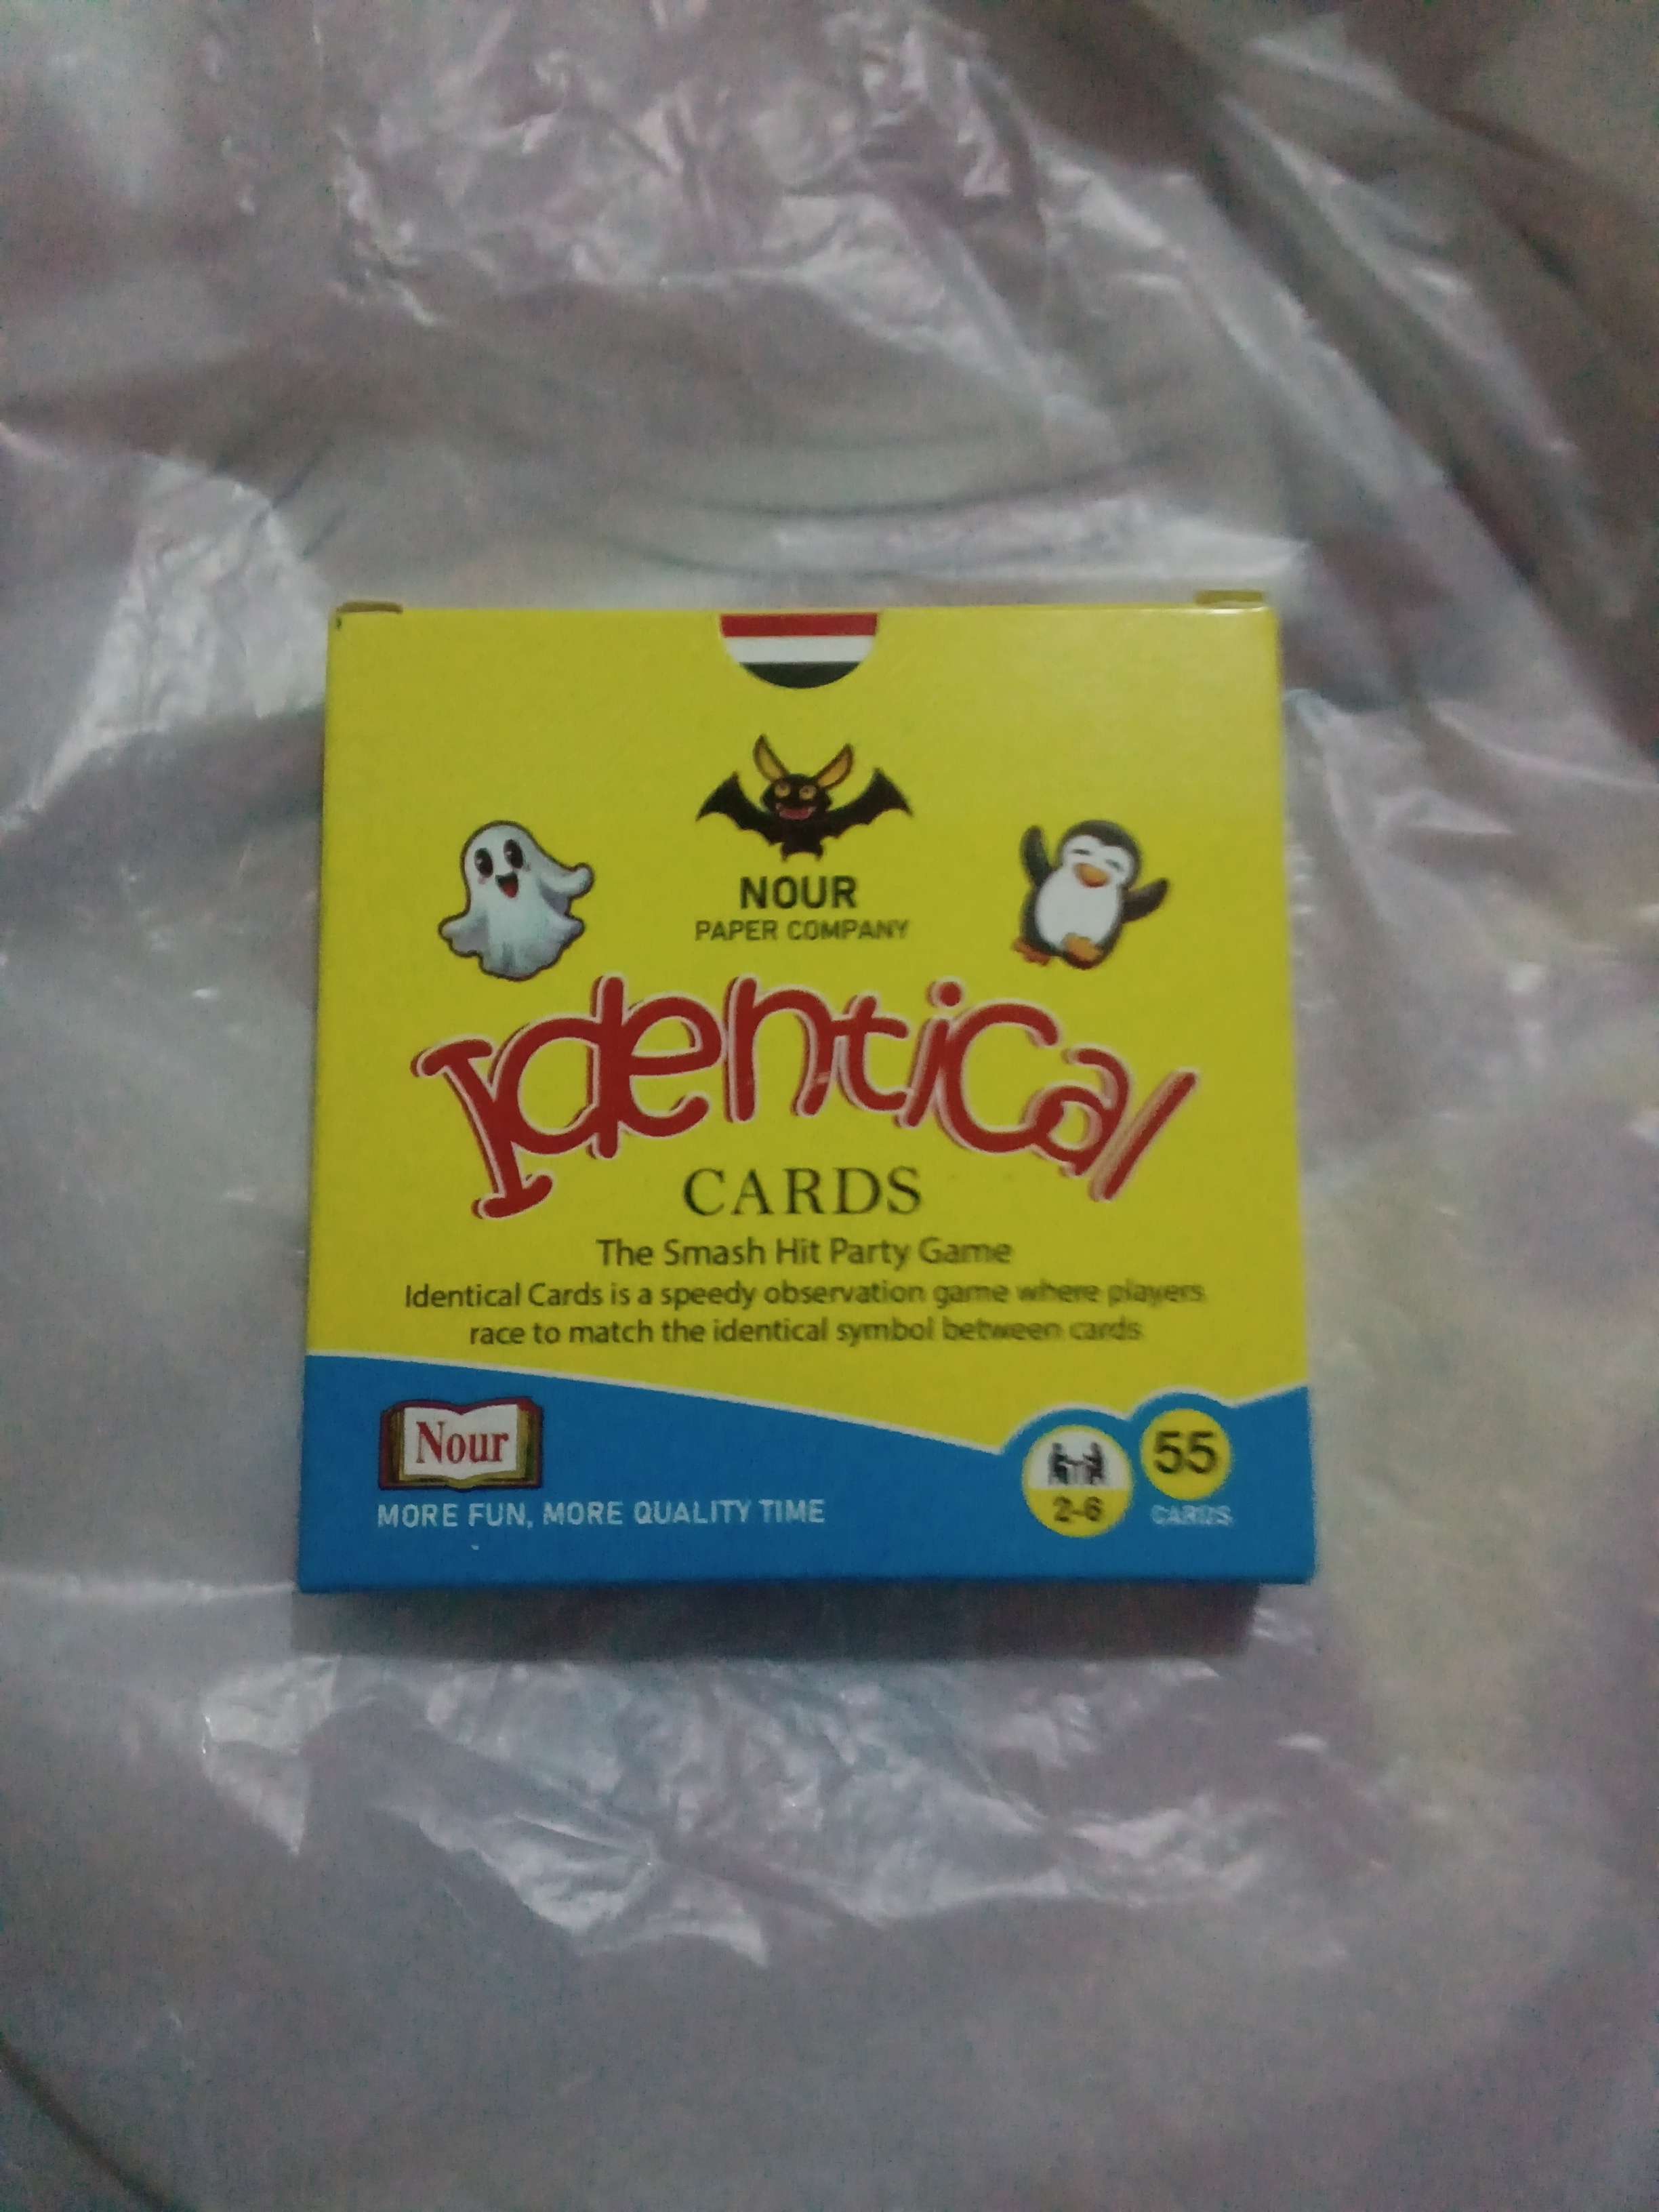 NOUR
PAPER COMPANY
Identical
CARDS
The Smash Hit Party Game
Identical Cards is a speedy observation game where players
race to match the identical symbol between cards
Nour
MORE FUN, MORE QUALITY TIME
2-6
55
CARDS